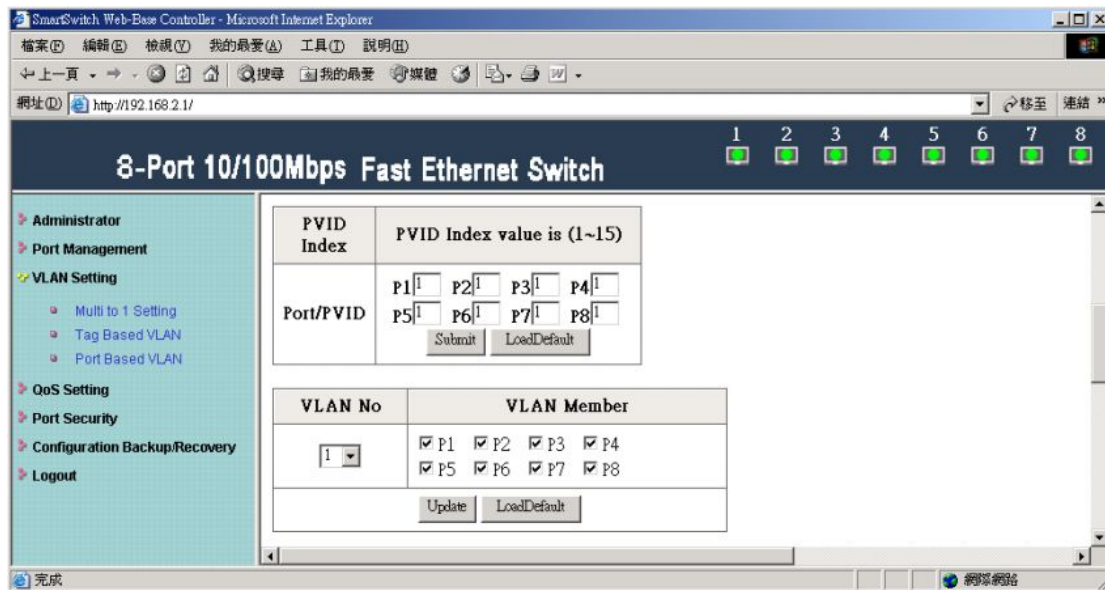 SmartSwitch Web-Base Controller - Microsoft Internet Explorer
檔案(F) 編輯(E) 檢視(V) 我的最愛(A) 工具(T) 說明(H)
上一頁 搜尋 我的最愛 媒體
網址(D) http://192.168.2.1/ 移至 連結 »
1 2 3 4 5 6 7 8
8-Port 10/100Mbps Fast Ethernet Switch
Administrator
Port Management
VLAN Setting
Multi to 1 Setting
Tag Based VLAN
Port Based VLAN
QoS Setting
Port Security
Configuration Backup/Recovery
Logout
PVID Index
PVID Index value is (1~15)
Port/PVID
P1 1 P2 1 P3 1 P4 1
P5 1 P6 1 P7 1 P8 1
Submit LoadDefault
VLAN No VLAN Member
1
P1 P2 P3 P4
P5 P6 P7 P8
Update LoadDefault
完成 網際網路